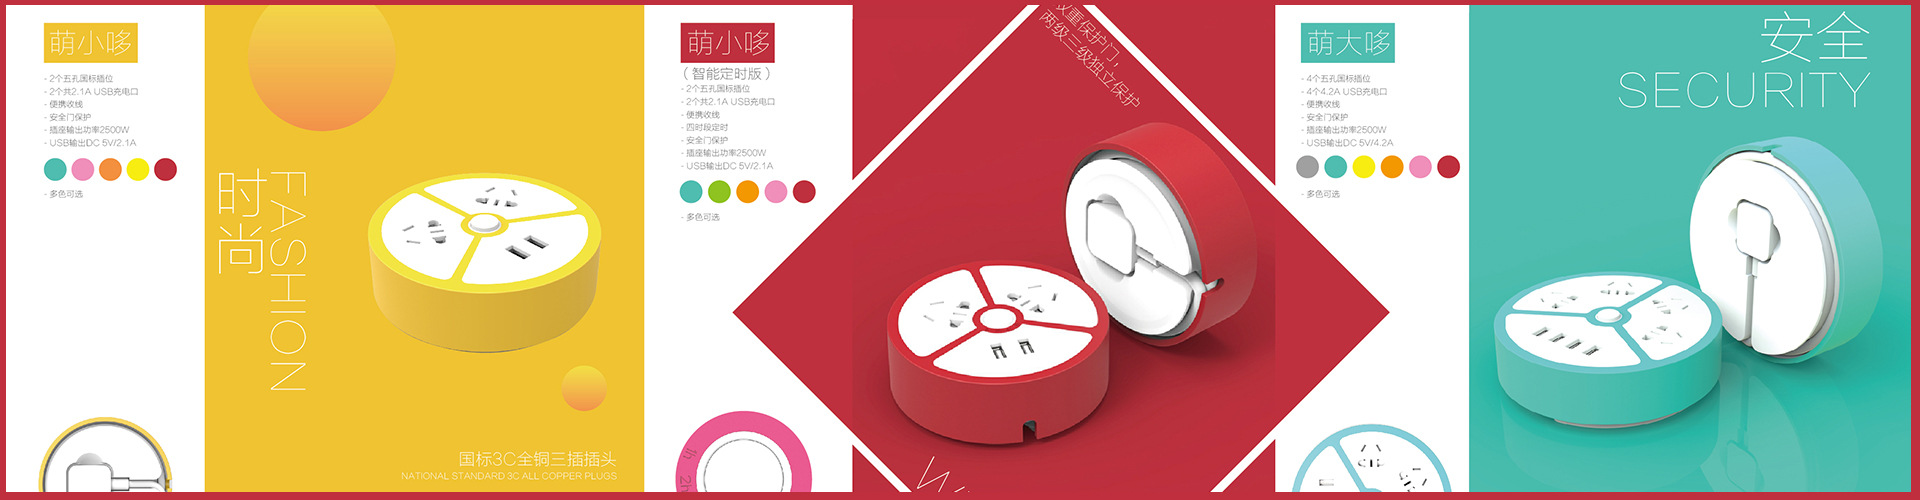 萌小哆
- 2个五孔国标插位
- 2个共2.1A USB充电口
- 便携收线
- 安全门保护
- 插座输出功率2500W
- USB输出DC 5V/2.1A
- 多色可选
时尚
FASHION
国标3C全铜三插插头
NATIONAL STANDARD 3C ALL COPPER PLUGS
萌小哆
（智能定时版）
- 2个五孔国标插位
- 2个共2.1A USB充电口
- 便携收线
- 四时段定时
- 安全门保护
- 插座输出功率2500W
- USB输出DC 5V/2.1A
- 多色可选
1h
2h
重保护门，
两级三级独立保护
萌大哆
- 4个五孔国标插位
- 4个4.2A USB充电口
- 便携收线
- 安全门保护
- 插座输出功率2500W
- USB输出DC 5V/4.2A
- 多色可选
安全
SECURITY